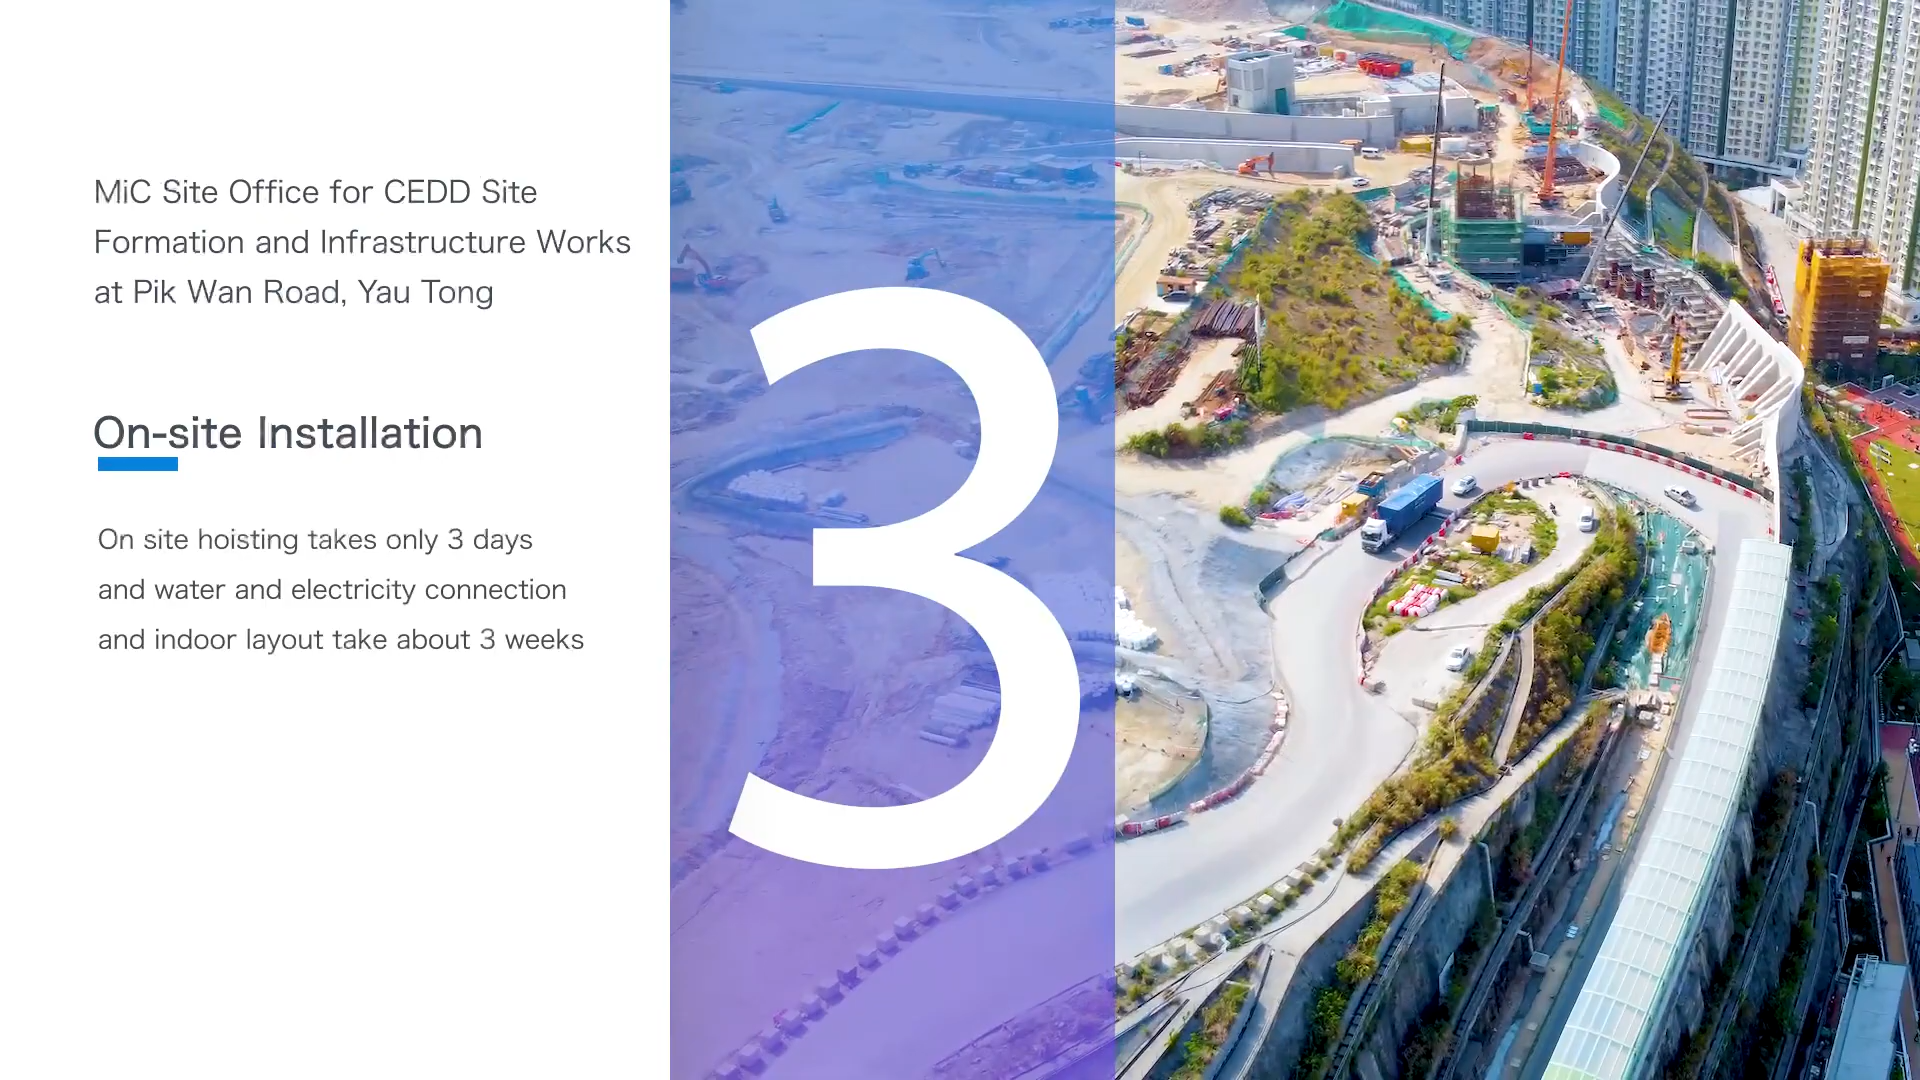 MiC Site Office for CEDD Site
Formation and Infrastructure Works
at Pik Wan Road, Yau Tong
On-site Installation
On site hoisting takes only 3 days
and water and electricity connection
and indoor layout take about 3 weeks
3